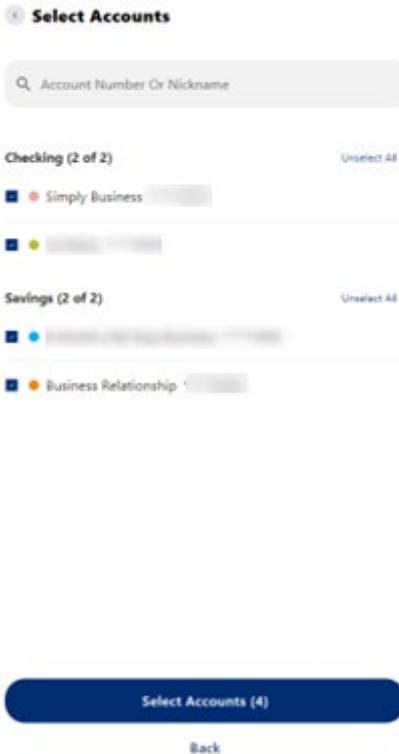 Select Accounts
Account Number Or Nickname
Checking (2 of 2)
Unselect All
Simply Business
Savings (2 of 2)
Unselect All
Business Relationship
Select Accounts (4)
Back